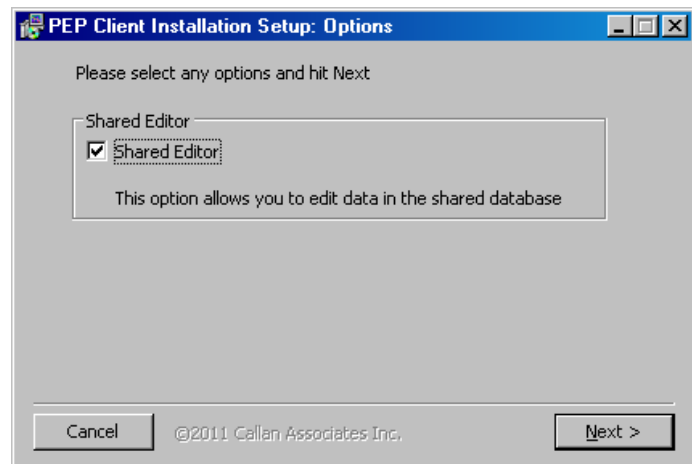 PEP Client Installation Setup: Options
Please select any options and hit Next
Shared Editor
Shared Editor
This option allows you to edit data in the shared database
Cancel
©2011 Callan Associates Inc.
Next >